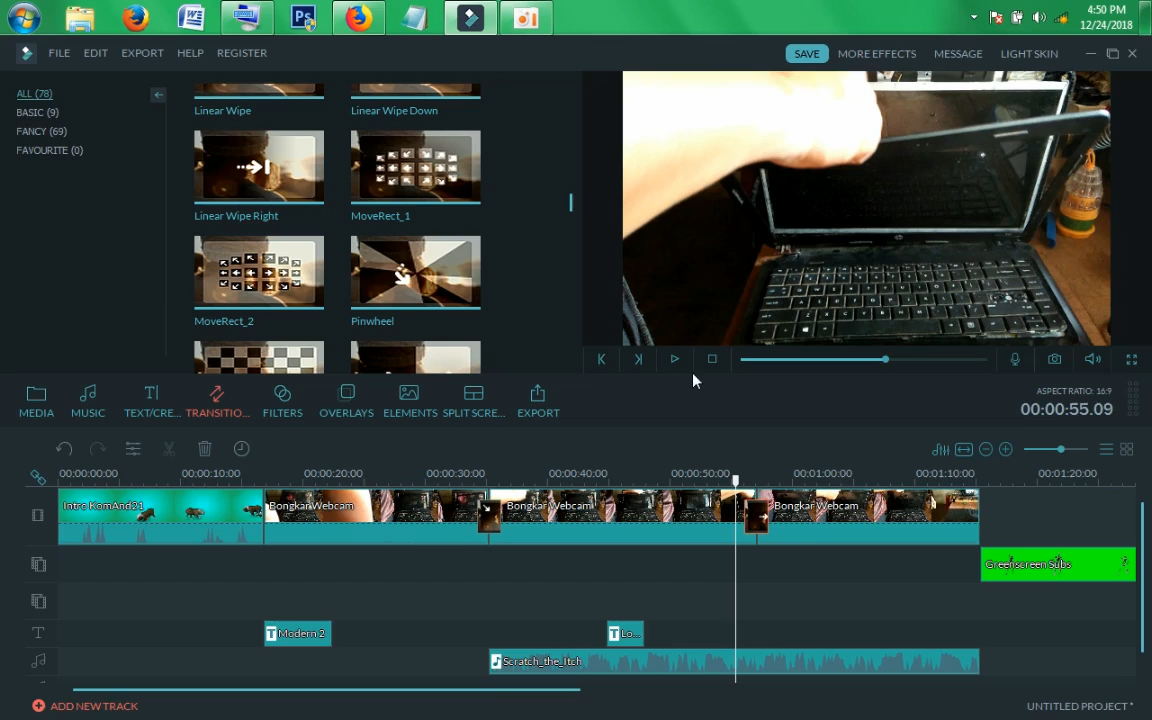 4:50 PM
12/24/2018
FILE EDIT EXPORT HELP REGISTER
SAVE MORE EFFECTS MESSAGE LIGHT SKIN
ALL (78)
BASIC (9)
FANCY (69)
FAVOURITE (0)
Linear Wipe Linear Wipe Down
Linear Wipe Right MoveRect_1
MoveRect_2 Pinwheel
MEDIA MUSIC TEXT/CRE... TRANSITIO... FILTERS OVERLAYS ELEMENTS SPLIT SCRE... EXPORT
ASPECT RATIO: 16:9
00:00:55.09
00:00:00:00 00:00:10:00 00:00:20:00 00:00:30:00 00:00:40:00 00:00:50:00 00:01:00:00 00:01:10:00 00:01:20:00
Intro KomAnd21 Bongkar Webcam Bongkar Webcam Bongkar Webcam
Greenscreen Subs
T Modern 2 T Lo...
Scratch_the_Itch
ADD NEW TRACK
UNTITLED PROJECT *